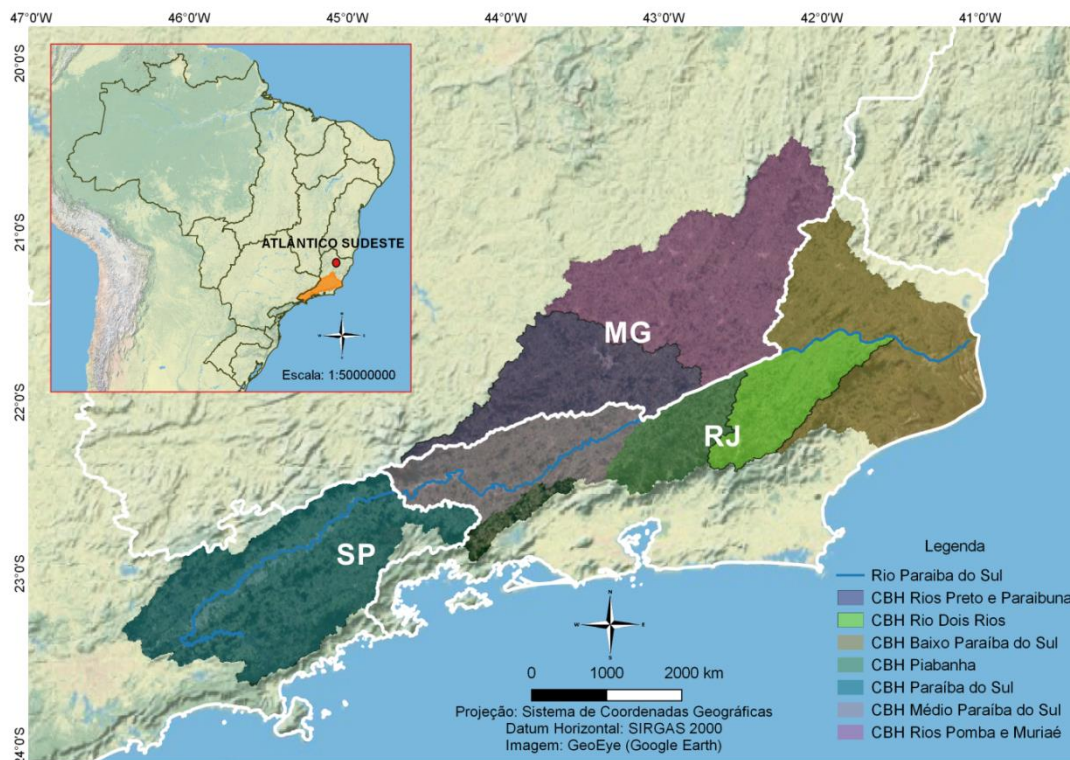 47°0'W
46°0'W
45°0'W
44°0'W
43°0'W
42°0'W
41°0'W
20°0'S
21°0'S
22°0'S
23°0'S
24°0'S
ATLÂNTICO SUDESTE
Escala: 1:50000000
MG
RJ
SP
Legenda
Rio Paraiba do Sul
CBH Rios Preto e Paraibuna
CBH Rio Dois Rios
CBH Baixo Paraíba do Sul
CBH Piabanha
CBH Paraíba do Sul
CBH Médio Paraíba do Sul
CBH Rios Pomba e Muriaé
0 1000 2000 km
Projeção: Sistema de Coordenadas Geográficas
Datum Horizontal: SIRGAS 2000
Imagem: GeoEye (Google Earth)